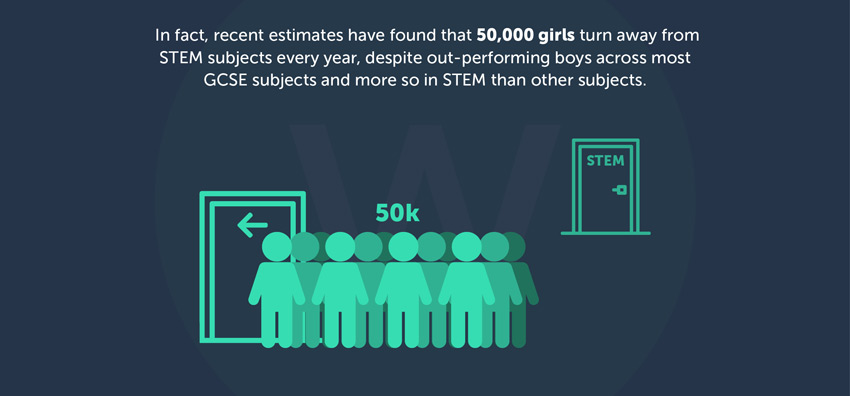 In fact, recent estimates have found that 50,000 girls turn away from
STEM subjects every year, despite out-performing boys across most
GCSE subjects and more so in STEM than other subjects.
STEM
50k
W